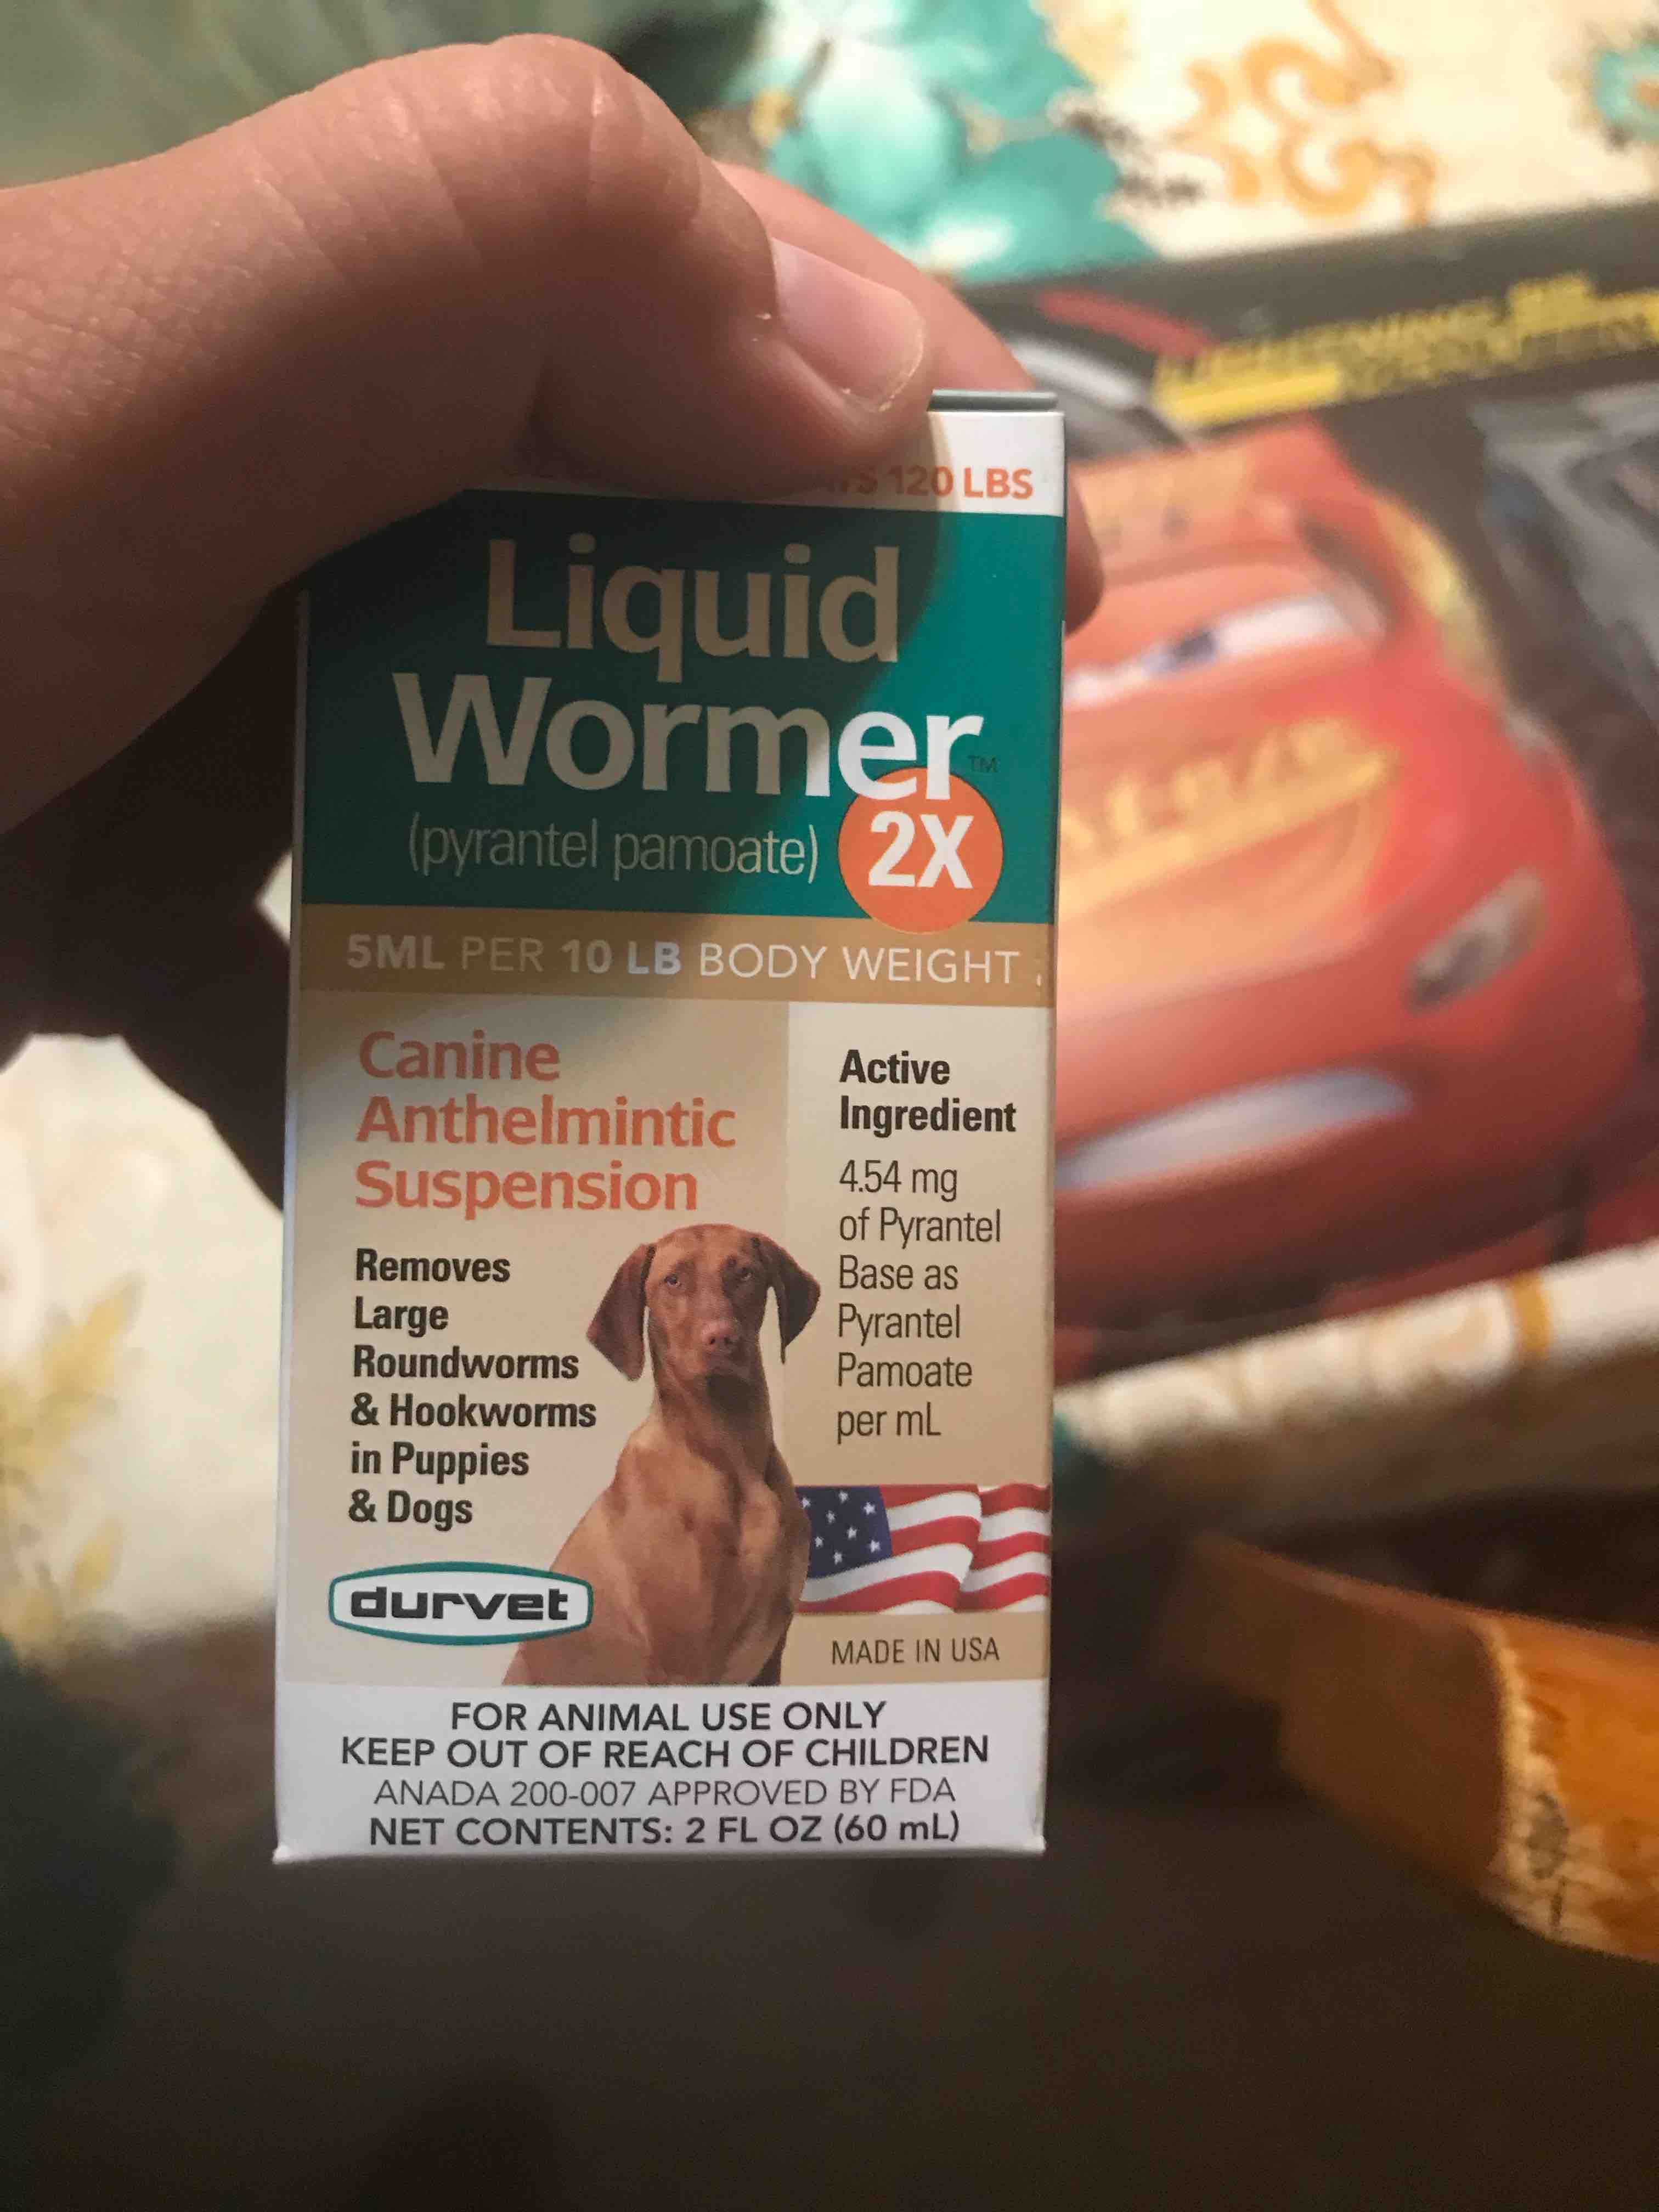 120 LBS
Liquid
Wormer™
(pyrantel pamoate) 2X
5ML PER 10 LB BODY WEIGHT
Canine
Anthelmintic
Suspension
Removes
Large
Roundworms
& Hookworms
in Puppies
& Dogs
Active
Ingredient
4.54 mg
of Pyrantel
Base as
Pyrantel
Pamoate
per mL
durvet
MADE IN USA
FOR ANIMAL USE ONLY
KEEP OUT OF REACH OF CHILDREN
ANADA 200-007 APPROVED BY FDA
NET CONTENTS: 2 FL OZ (60 mL)